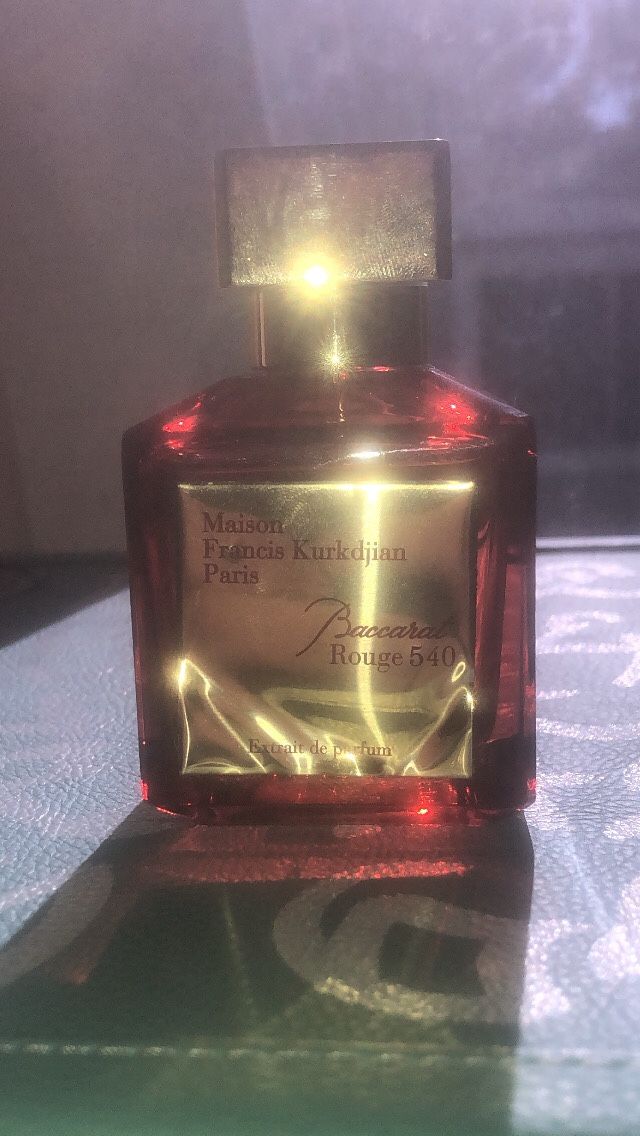 Maison
Francis Kurkdjian
Paris
Baccarat
Rouge 540
Extrait de parfum